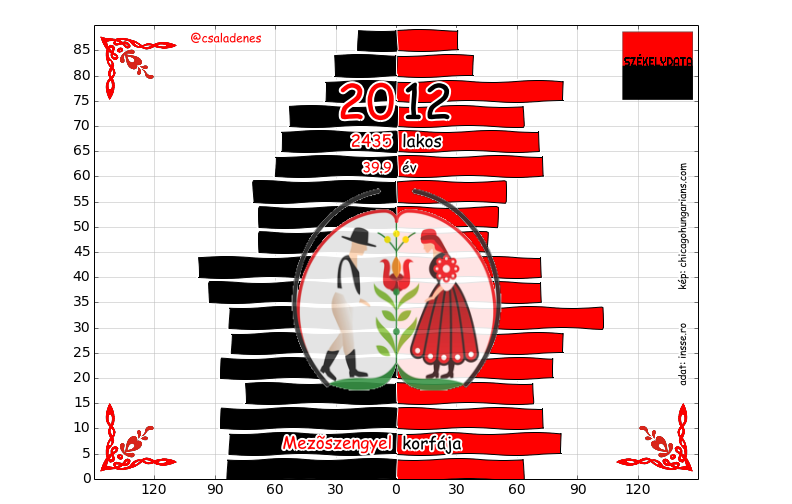 @csaladenes
SZÉKELYDATA
2012
2435 lakos
39.9 év
kép: chicagohungarians.com
adat: insse.ro
Mezõszengyel korfája
85
80
75
70
65
60
55
50
45
40
35
30
25
20
15
10
5
0
120 90 60 30 0 30 60 90 120